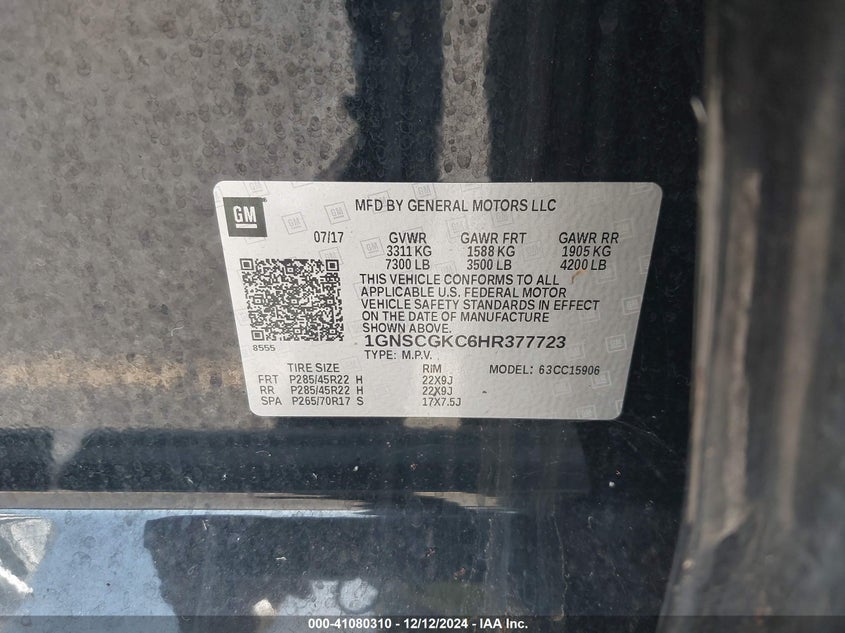 GM
MFD BY GENERAL MOTORS LLC
07/17 GVWR GAWR FRT GAWR RR
3311 KG 1588 KG 1905 KG
7300 LB 3500 LB 4200 LB
THIS VEHICLE CONFORMS TO ALL
APPLICABLE U.S. FEDERAL MOTOR
VEHICLE SAFETY STANDARDS IN EFFECT
ON THE DATE OF MANUFACTURE
SHOWN ABOVE.
8555
1GNSCGKC6HR377723
TYPE: M.P.V.
TIRE SIZE RIM MODEL: 63CC15906
FRT P285/45R22 H 22X9J
RR P285/45R22 H 22X9J
SPA P265/70R17 S 17X7.5J
000-41080310 - 12/12/2024 - IAA Inc.